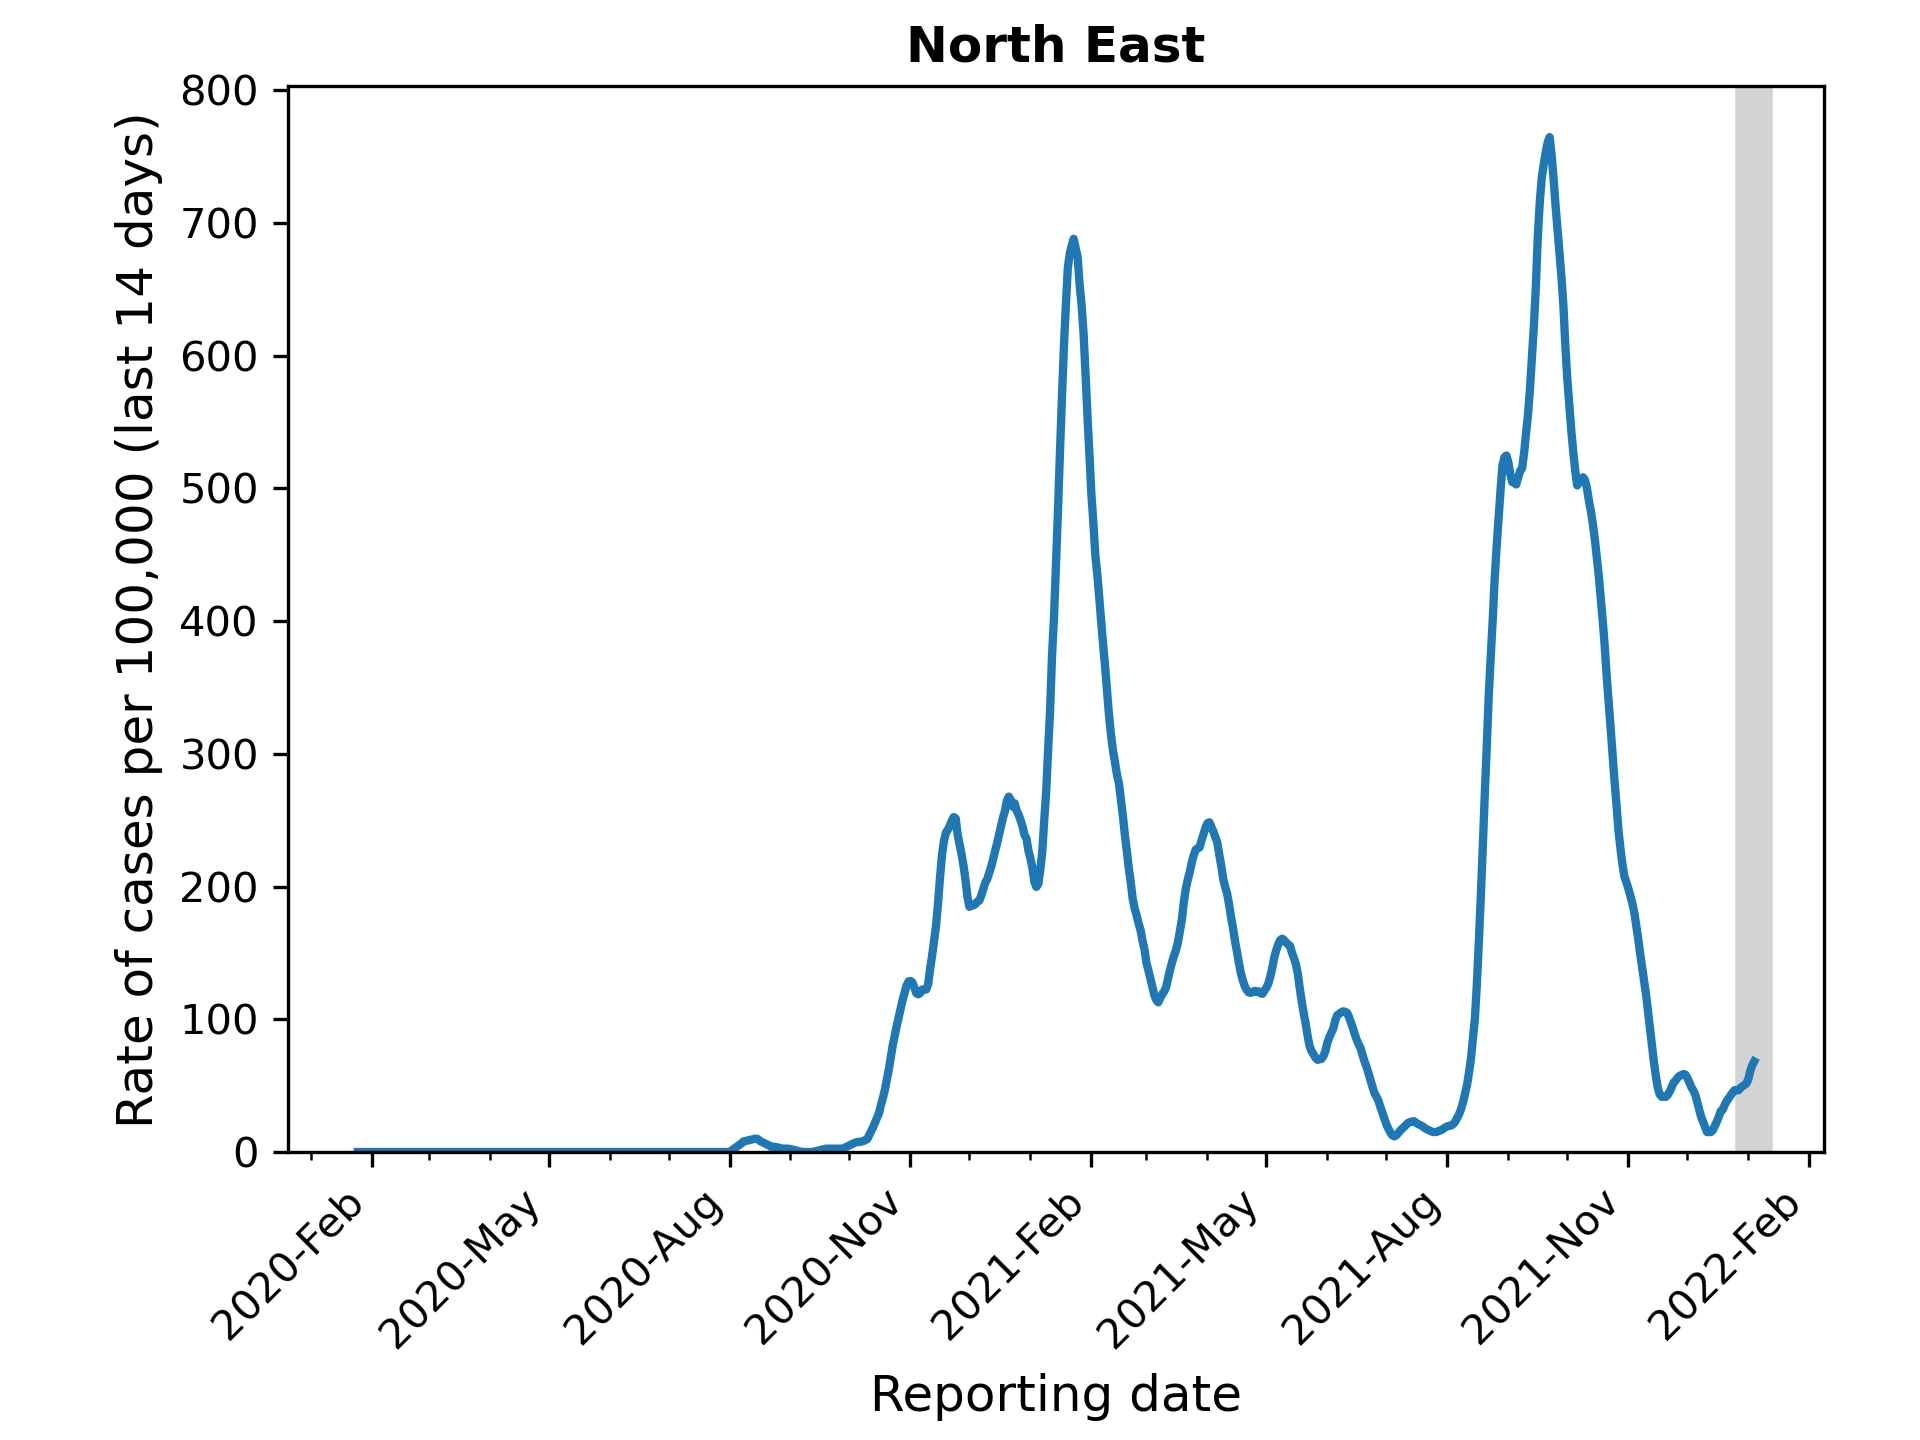 North East
Rate of cases per 100,000 (last 14 days)
800
700
600
500
400
300
200
100
0
2020-Feb
2020-May
2020-Aug
2020-Nov
2021-Feb
2021-May
2021-Aug
2021-Nov
2022-Feb
Reporting date